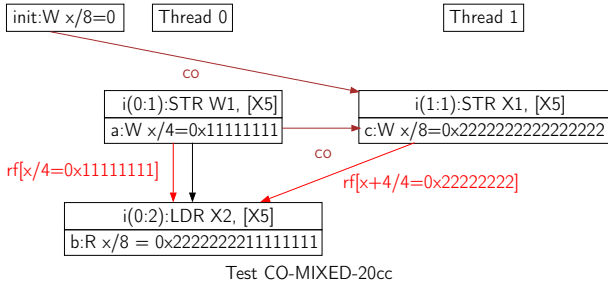 init:W x/8=0
Thread 0
Thread 1
co
i(0:1):STR W1, [X5]
a:W x/4=0x11111111
i(1:1):STR X1, [X5]
c:W x/8=0x2222222222222222
co
rf[x/4=0x11111111]
rf[x+4/4=0x22222222]
i(0:2):LDR X2, [X5]
b:R x/8 = 0x2222222211111111
Test CO-MIXED-20cc